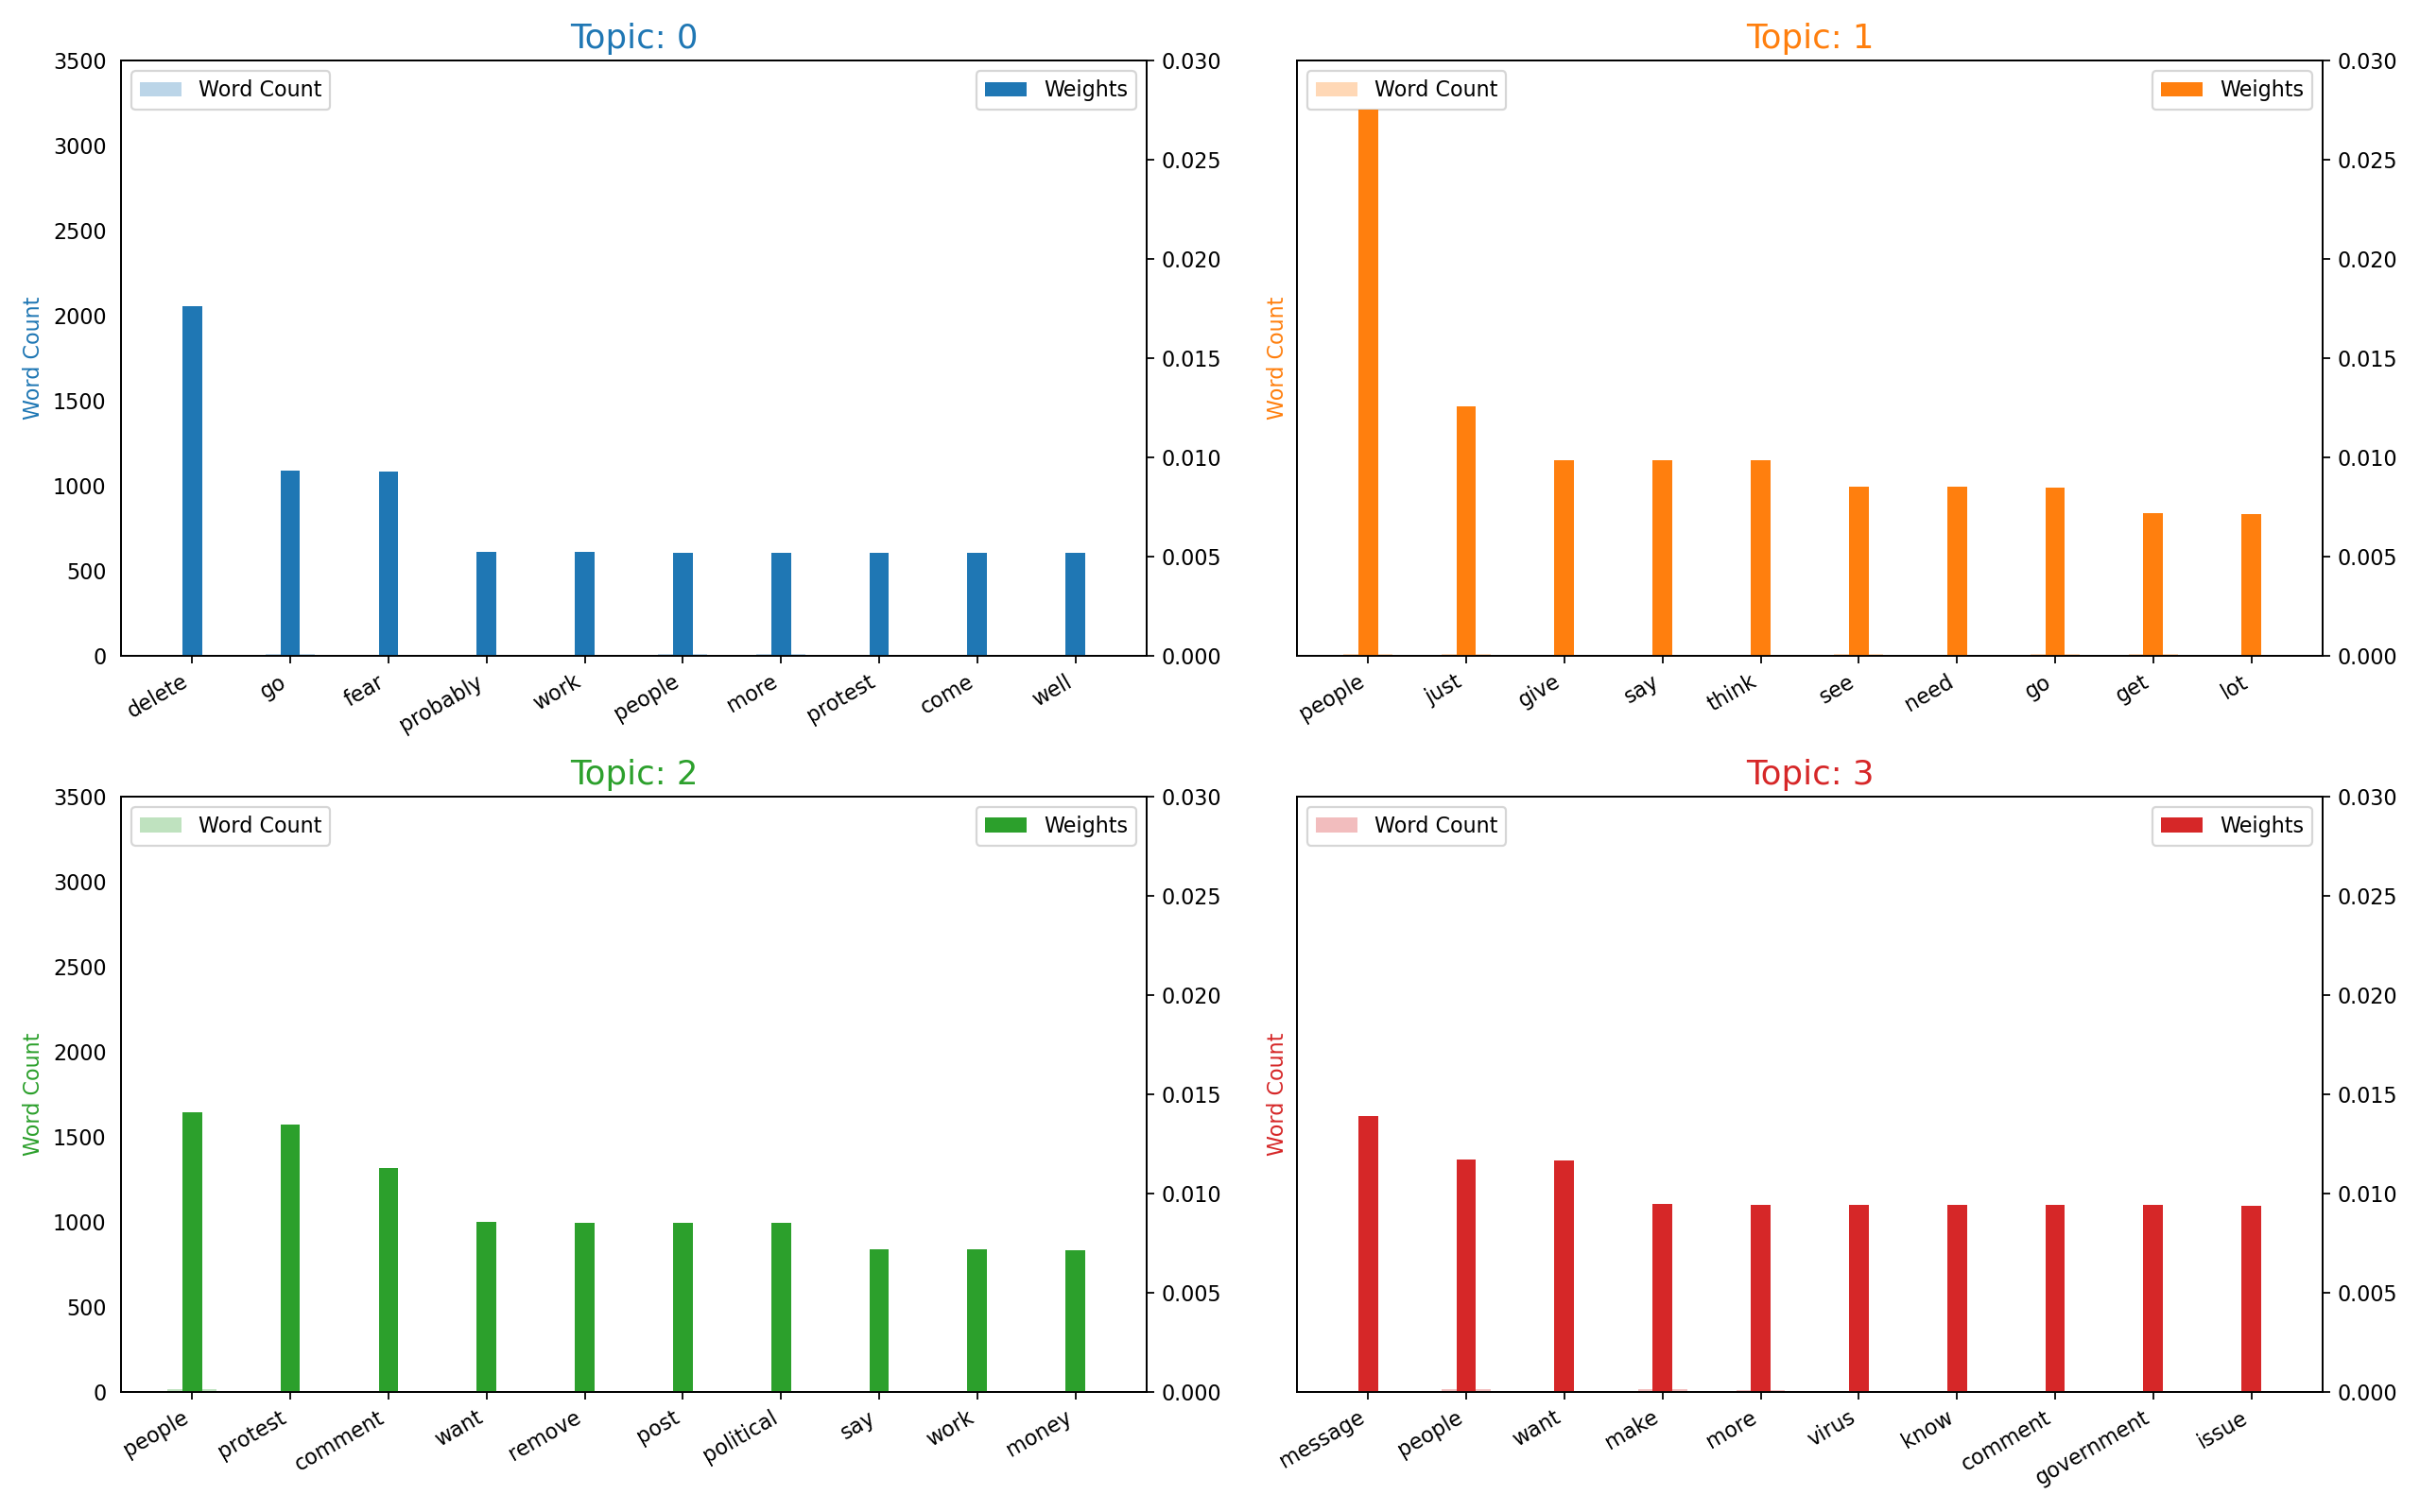 Topic: 0
3500
3000
2500
2000
1500
1000
500
0
Word Count
Word Count
Weights
0.030
0.025
0.020
0.015
0.010
0.005
0.000
delete
go
fear
probably
work
people
more
protest
come
well
Topic: 1
Word Count
Word Count
Weights
0.030
0.025
0.020
0.015
0.010
0.005
0.000
people
just
give
say
think
see
need
go
get
lot
Topic: 2
3500
3000
2500
2000
1500
1000
500
0
Word Count
Word Count
Weights
0.030
0.025
0.020
0.015
0.010
0.005
0.000
people
protest
comment
want
remove
post
political
say
work
money
Topic: 3
Word Count
Word Count
Weights
0.030
0.025
0.020
0.015
0.010
0.005
0.000
message
people
want
make
more
virus
know
comment
government
issue